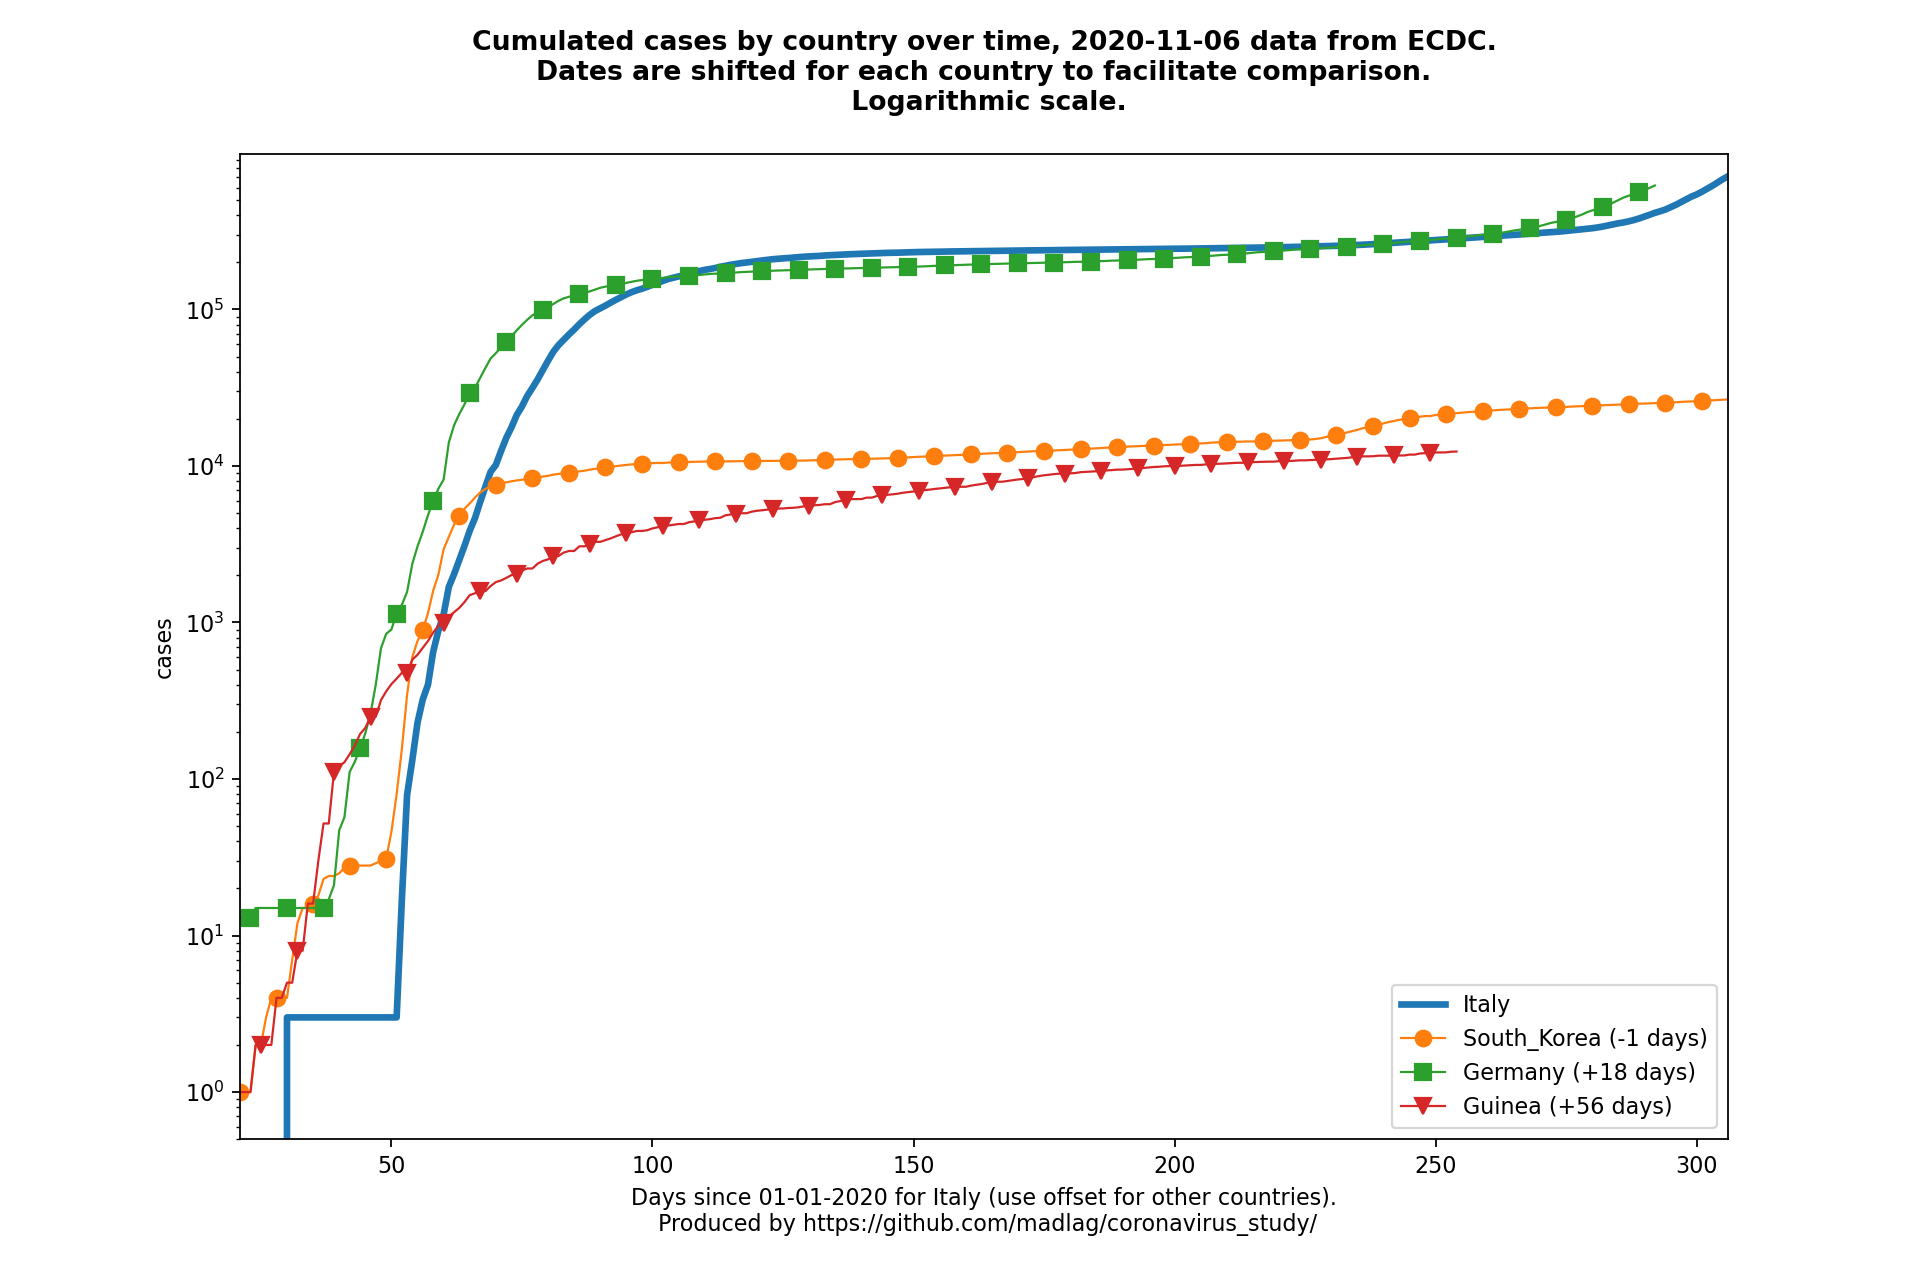 Cumulated cases by country over time, 2020-11-06 data from ECDC.
Dates are shifted for each country to facilitate comparison.
Logarithmic scale.
cases
10^5
10^4
10^3
10^2
10^1
10^0
50
100
150
200
250
300
Italy
South_Korea (-1 days)
Germany (+18 days)
Guinea (+56 days)
Days since 01-01-2020 for Italy (use offset for other countries).
Produced by https://github.com/madlag/coronavirus_study/